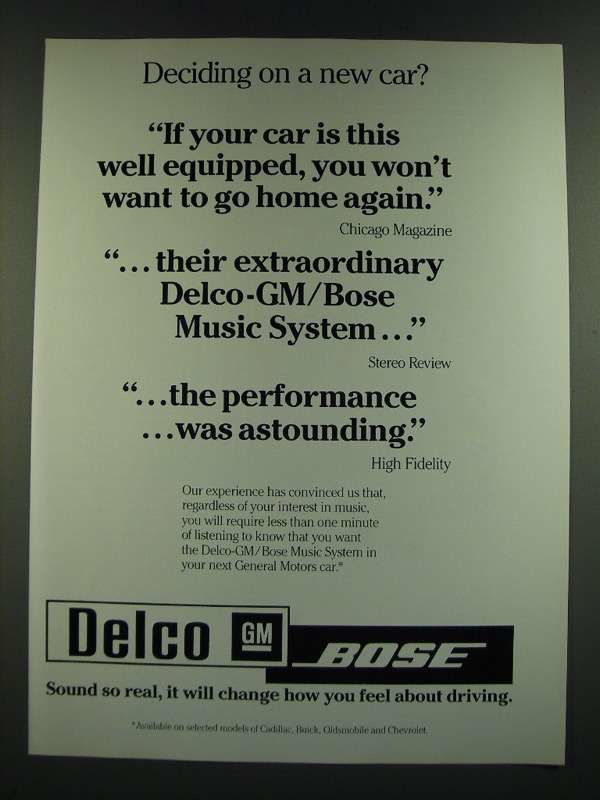 Deciding on a new car?
“If your car is this
well equipped, you won’t
want to go home again.”
Chicago Magazine
“...their extraordinary
Delco-GM/Bose
Music System...”
Stereo Review
“...the performance
...was astounding.”
High Fidelity
Our experience has convinced us that,
regardless of your interest in music,
you will require less than one minute
of listening to know that you want
the Delco-GM/Bose Music System in
your next General Motors car.*
Delco GM
BOSE
Sound so real, it will change how you feel about driving.
*Available on selected models of Cadillac, Buick, Oldsmobile and Chevrolet.